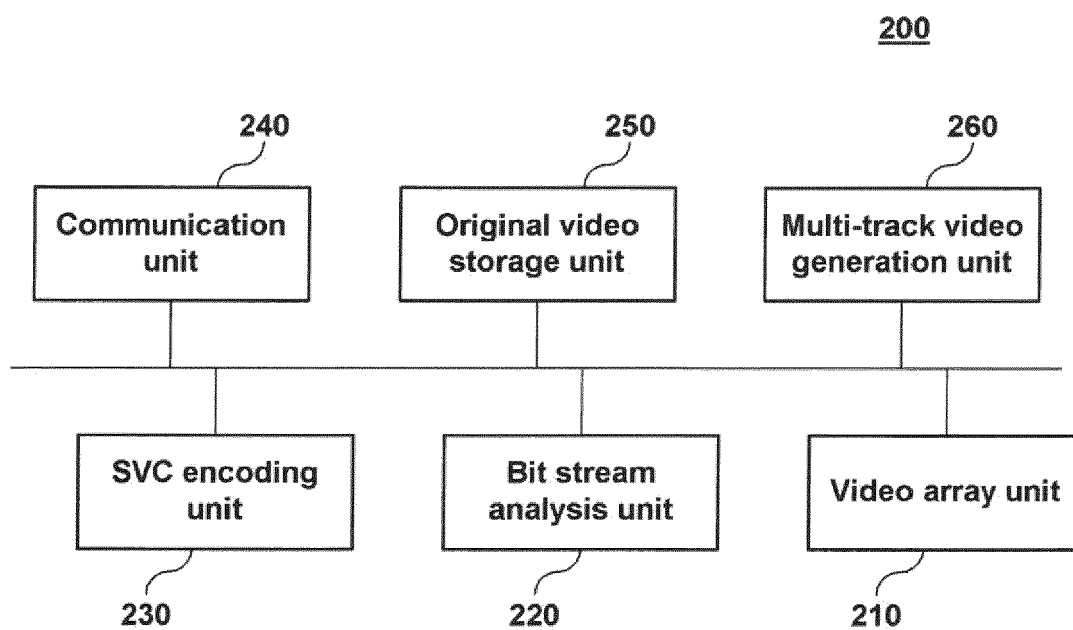 200
240
250
260
Communication
unit
Original video
storage unit
Multi-track video
generation unit
SVC encoding
unit
Bit stream
analysis unit
Video array unit
230
220
210